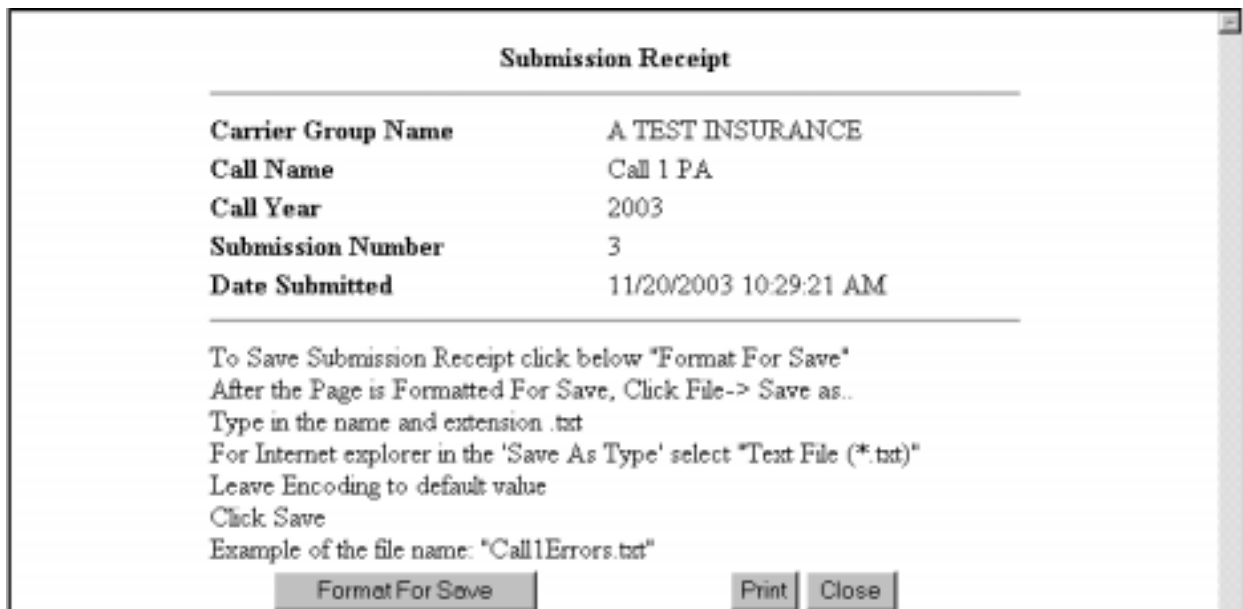 Submission Receipt
Carrier Group Name A TEST INSURANCE
Call Name Call 1 PA
Call Year 2003
Submission Number 3
Date Submitted 11/20/2003 10:29:21 AM
To Save Submission Receipt click below "Format For Save"
After the Page is Formatted For Save, Click File-> Save as..
Type in the name and extension .txt
For Internet explorer in the 'Save As Type' select "Text File (*.txt)"
Leave Encoding to default value
Click Save
Example of the file name: "Call1Errors.txt"
Format For Save Print Close